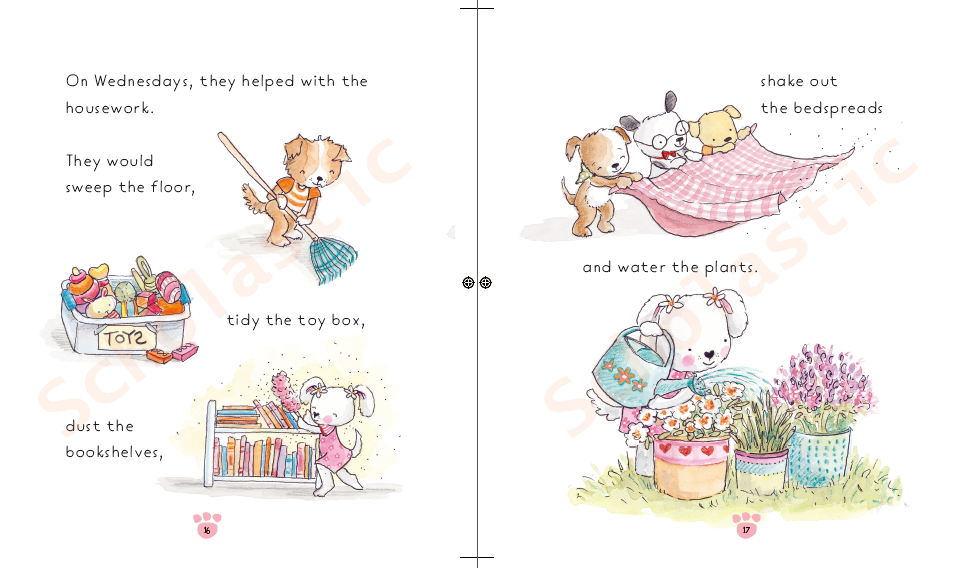 On Wednesdays, they helped with the
housework.
They would
sweep the floor,
TOYS
tidy the toy box,
dust the
bookshelves,
16
shake out
the bedspreads
and water the plants.
17
Scholastic
Scholastic